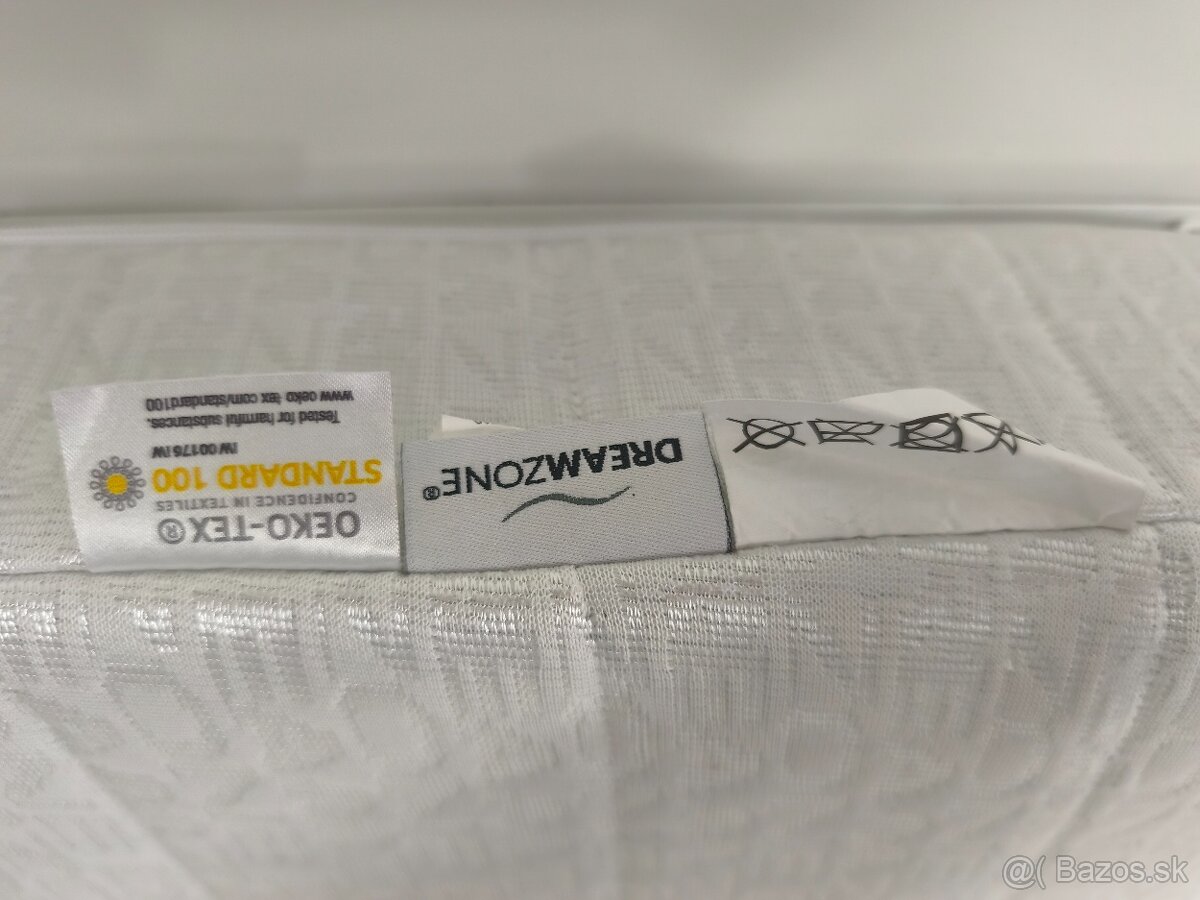 OEKO-TEX®
CONFIDENCE IN TEXTILES
STANDARD 100
IW 00176 IW
Tested for harmful substances.
www oeko -tex com/standard100
DREAMZONE®
@( Bazos.sk